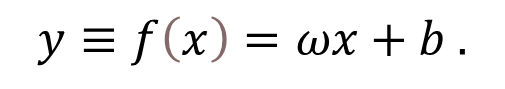 y ≡ f(x) = ωx + b .